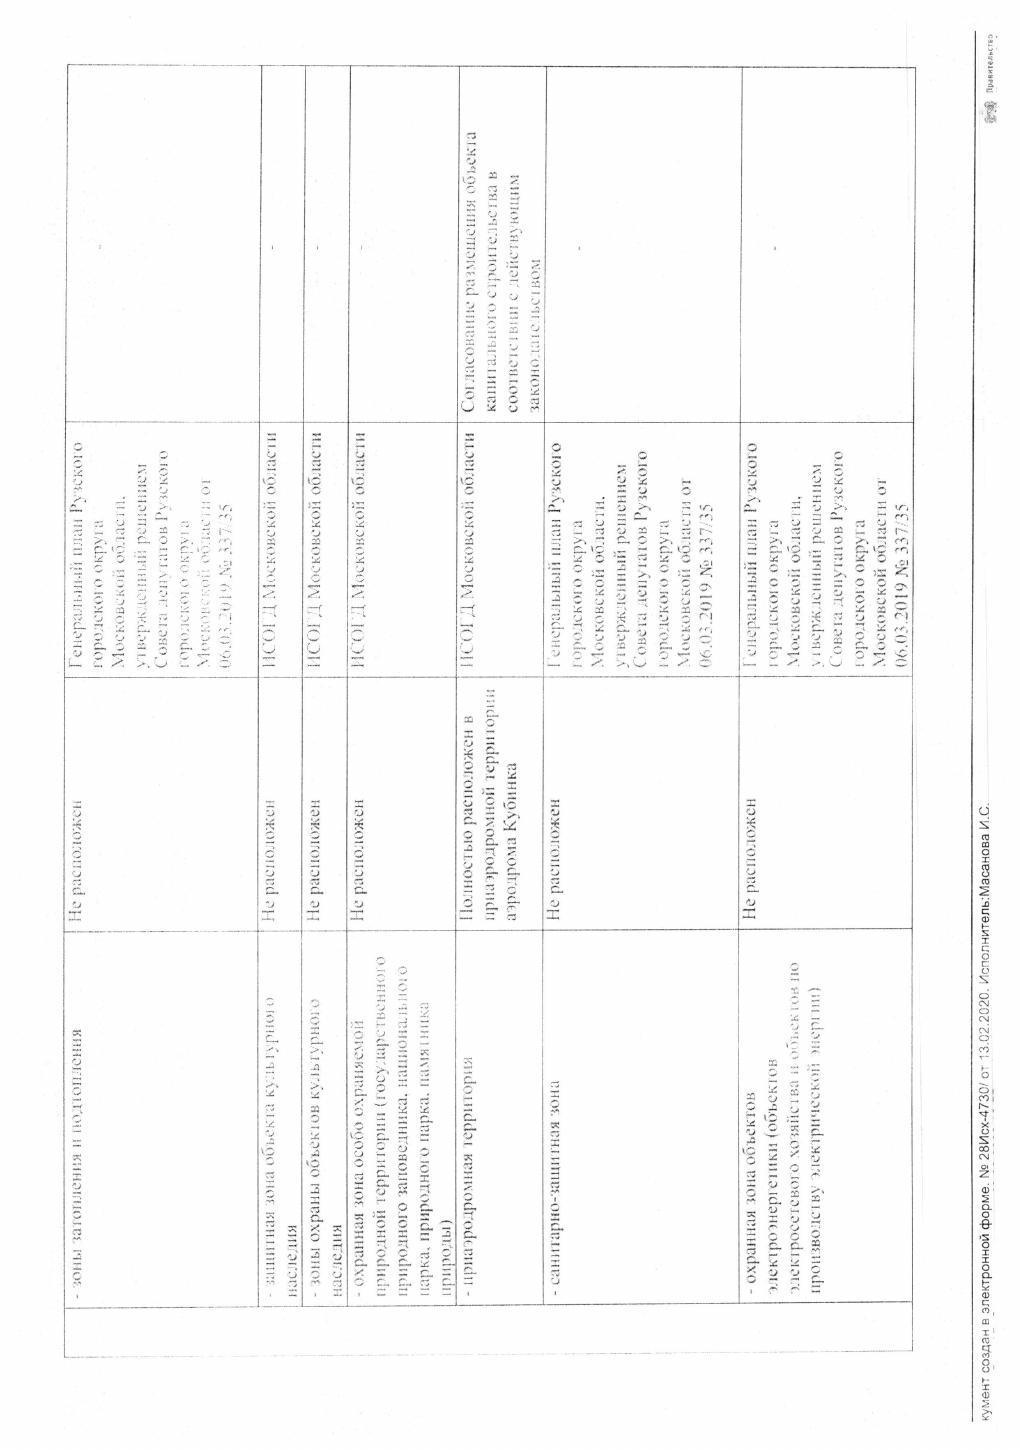 - зоны затопления и подтопления
Не расположен
Генеральный план Рузского
городского округа
Московской области,
утвержденный решением
Совета депутатов Рузского
городского округа
Московской области от
06.03.2019 № 337/35
-
- защитная зона объекта культурного
наследия
Не расположен
ИСОГД Московской области
-
- зоны охраны объектов культурного
наследия
Не расположен
ИСОГД Московской области
-
- охранная зона особо охраняемой
природной территории (государственного
природного заповедника, национального
парка, природного парка, памятника
природы)
Не расположен
ИСОГД Московской области
-
- приаэродромная территория
Полностью расположен в
приаэродромной территории
аэродрома Кубинка
ИСОГД Московской области
Согласование размещения объекта
капитального строительства в
соответствии с действующим
законодательством
- санитарно-защитная зона
Не расположен
Генеральный план Рузского
городского округа
Московской области,
утвержденный решением
Совета депутатов Рузского
городского округа
Московской области от
06.03.2019 № 337/35
-
- охранная зона объектов
электроэнергетики (объектов
электросетевого хозяйства и объектов по
производству электрической энергии)
Не расположен
Генеральный план Рузского
городского округа
Московской области,
утвержденный решением
Совета депутатов Рузского
городского округа
Московской области от
06.03.2019 № 337/35
-
кумент создан в электронной форме. № 28Исх-4730/ от 13.02.2020. Исполнитель:Масанова И.С.
Правительство